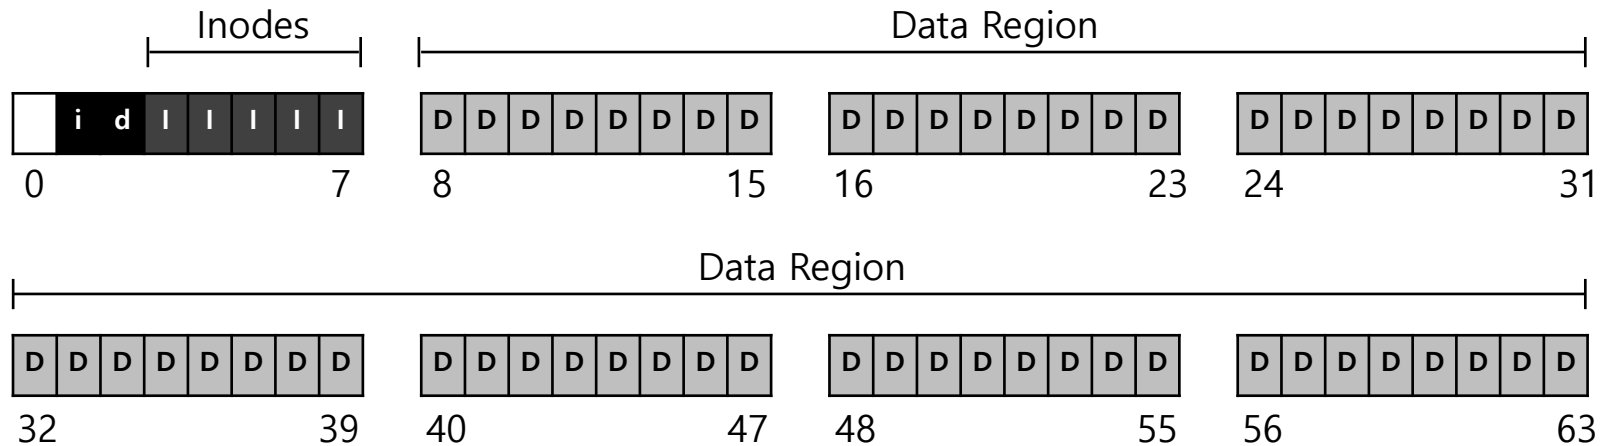 Inodes Data Region
i d I I I I I D D D D D D D D D D D D D D D D D D D D D D D D
0 7 8 15 16 23 24 31
Data Region
D D D D D D D D D D D D D D D D D D D D D D D D D D D D D D D D
32 39 40 47 48 55 56 63